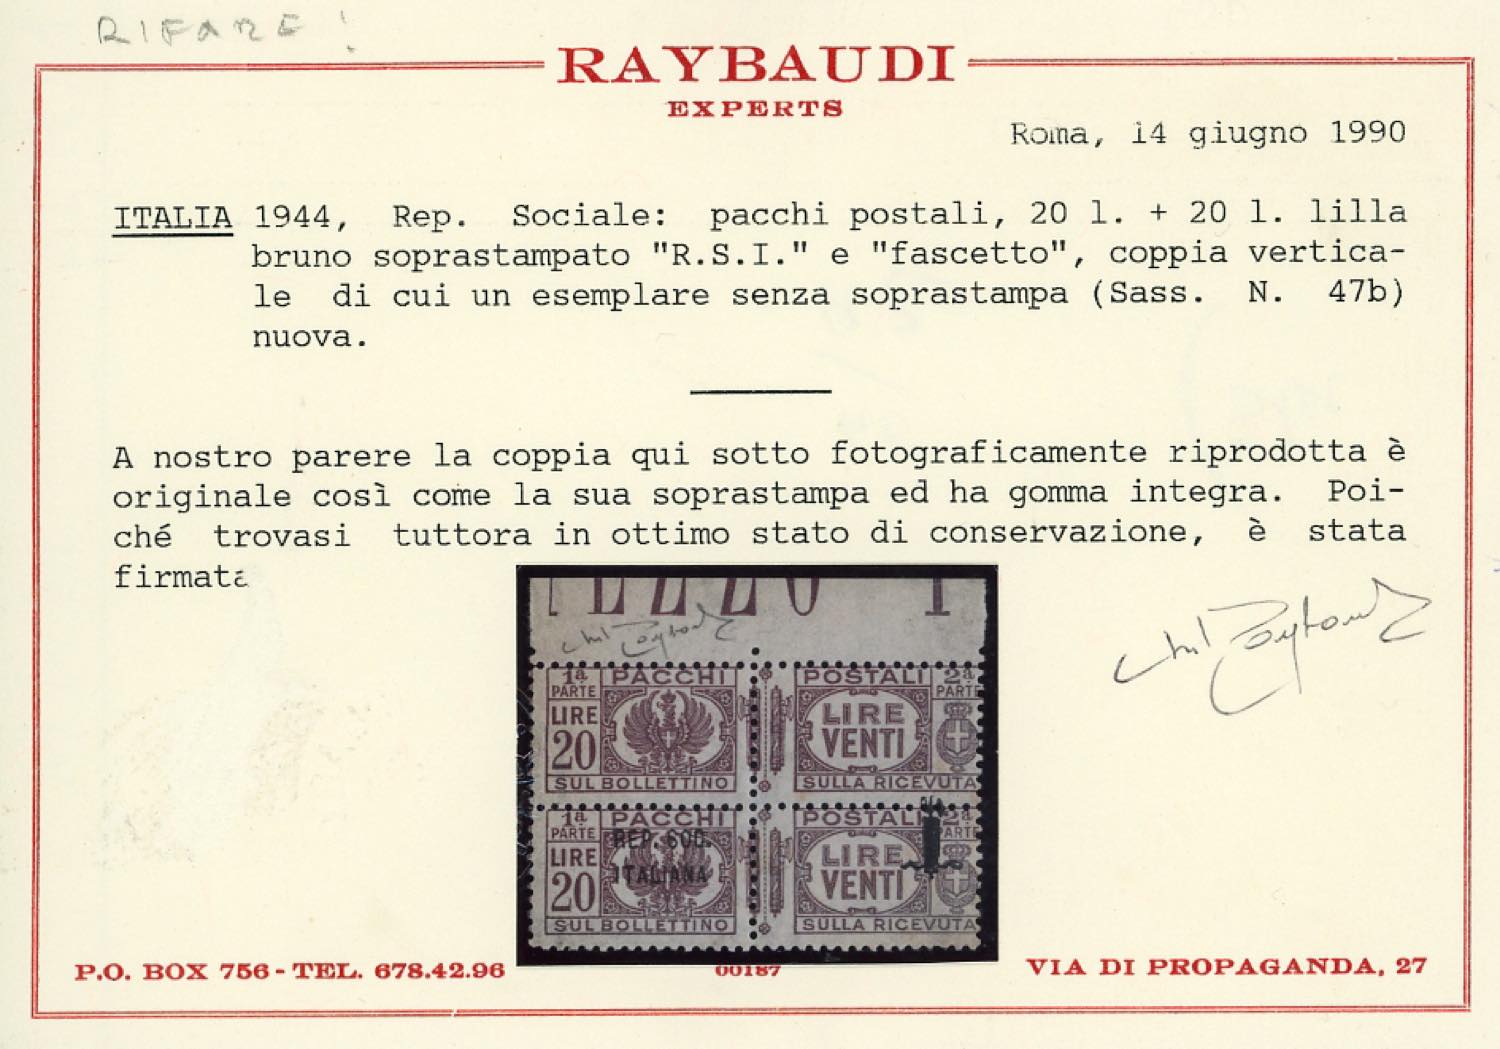 RIFARE!
RAYBAUDI
EXPERTS
Roma, 14 giugno 1990
ITALIA 1944, Rep. Sociale: pacchi postali, 20 l. + 20 l. lilla
bruno soprastampato "R.S.I." e "fascetto", coppia vertica-
le di cui un esemplare senza soprastampa (Sass. N. 47b)
nuova.
A nostro parere la coppia qui sotto fotograficamente riprodotta è
originale così come la sua soprastampa ed ha gomma integra. Poi-
ché trovasi tuttora in ottimo stato di conservazione, è stata
firmata
EZZO
1ª PARTE PACCHI POSTALI 2ª PARTE
LIRE 20 LIRE VENTI
SUL BOLLETTINO SULLA RICEVUTA
1ª PARTE PACCHI POSTALI 2ª PARTE
REP. SOC.
ITALIANA
LIRE 20 LIRE VENTI
SUL BOLLETTINO SULLA RICEVUTA
P.O. BOX 756 - TEL. 678.42.96 00187 VIA DI PROPAGANDA, 27